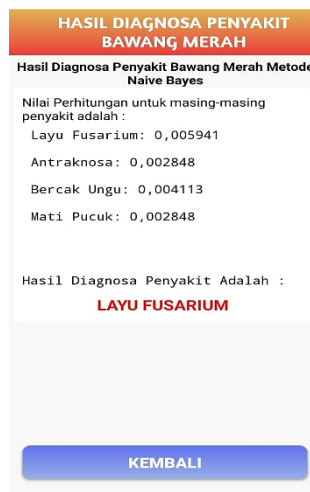 HASIL DIAGNOSA PENYAKIT
BAWANG MERAH
Hasil Diagnosa Penyakit Bawang Merah Metode
Naive Bayes
Nilai Perhitungan untuk masing-masing
penyakit adalah :
Layu Fusarium: 0,005941
Antraknosa: 0,002848
Bercak Ungu: 0,004113
Mati Pucuk: 0,002848
Hasil Diagnosa Penyakit Adalah :
LAYU FUSARIUM
KEMBALI